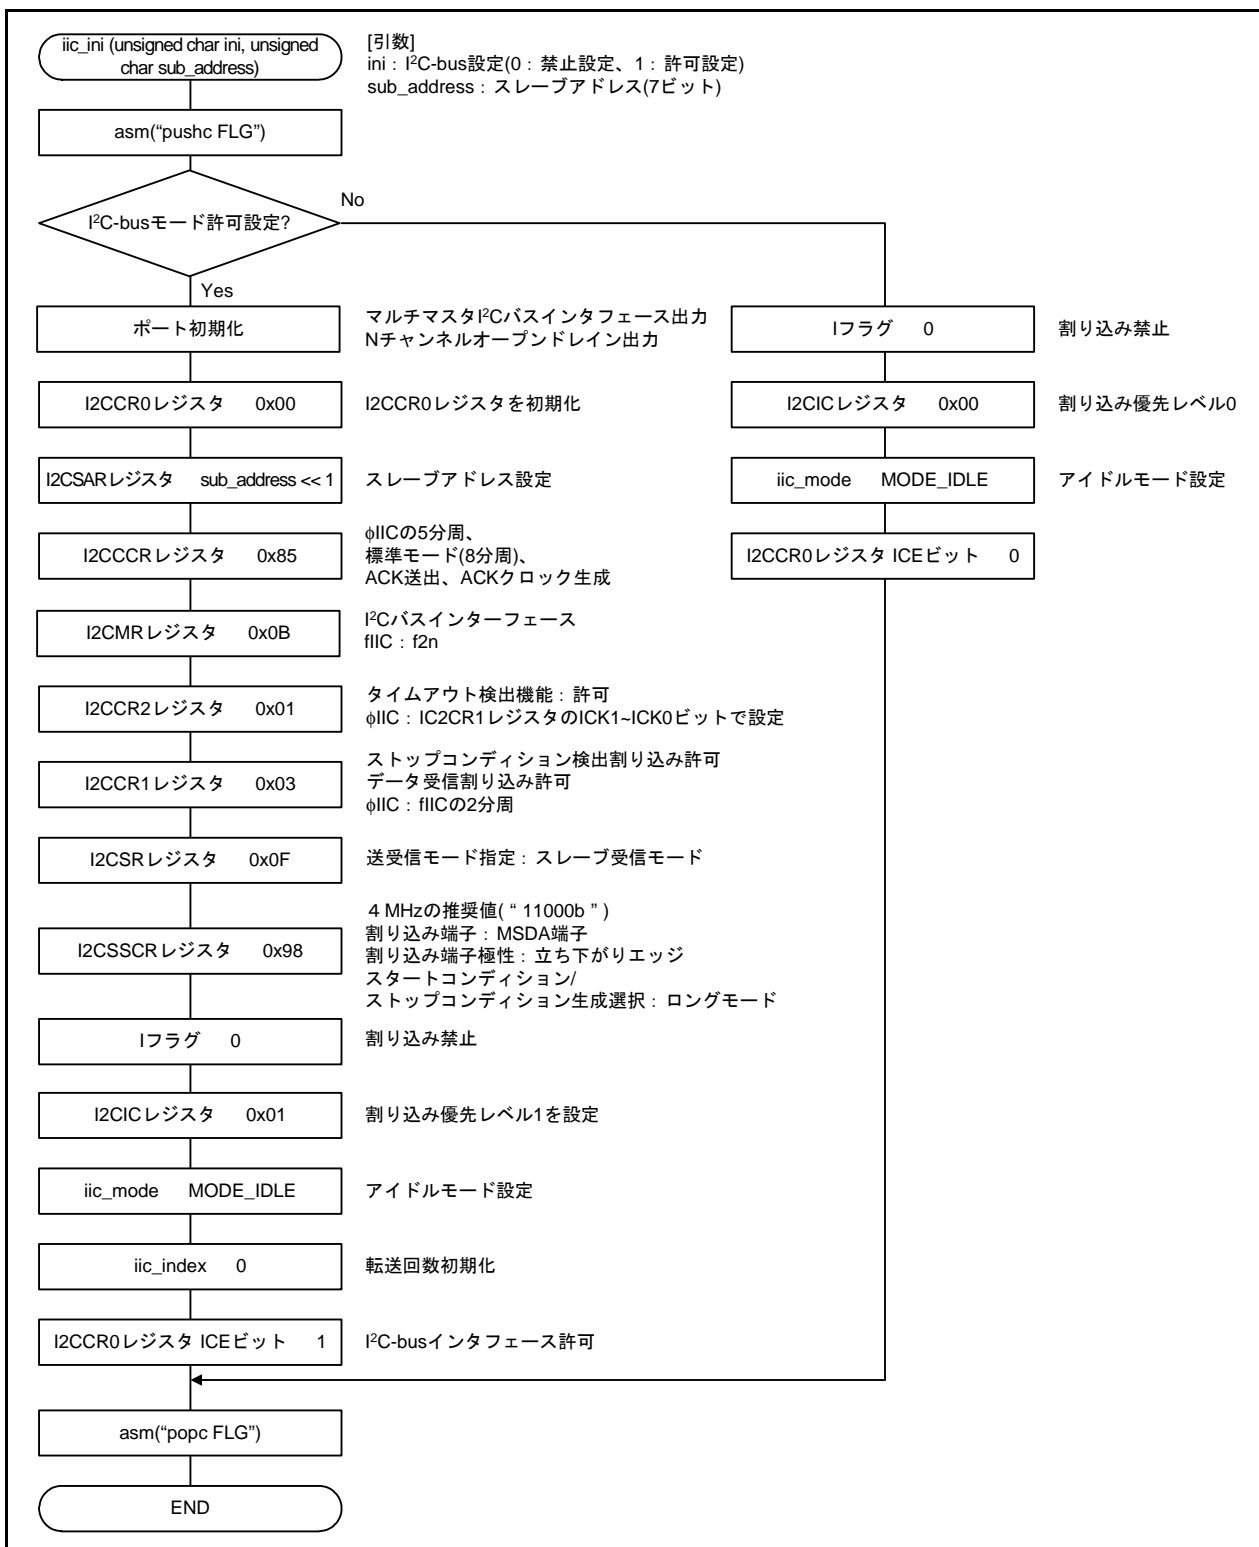 iic_ini (unsigned char ini, unsigned
char sub_address)
[引数]
ini：I²C-bus設定(0：禁止設定、1：許可設定)
sub_address：スレーブアドレス(7ビット)
asm(“pushc FLG”)
I²C-busモード許可設定?
No
Yes
ポート初期化
マルチマスタI²Cバスインタフェース出力
Nチャンネルオープンドレイン出力
I2CCR0レジスタ 0x00
I2CCR0レジスタを初期化
I2CSARレジスタ sub_address << 1
スレーブアドレス設定
I2CCCRレジスタ 0x85
φIICの5分周、
標準モード(8分周)、
ACK送出、ACKクロック生成
I2CMRレジスタ 0x0B
I²Cバスインターフェース
fIIC：f2n
I2CCR2レジスタ 0x01
タイムアウト検出機能：許可
φIIC：IC2CR1レジスタのICK1~ICK0ビットで設定
I2CCR1レジスタ 0x03
ストップコンディション検出割り込み許可
データ受信割り込み許可
φIIC：fIICの2分周
I2CSRレジスタ 0x0F
送受信モード指定：スレーブ受信モード
I2CSSCRレジスタ 0x98
４MHzの推奨値( “ 11000b ” )
割り込み端子：MSDA端子
割り込み端子極性：立ち下がりエッジ
スタートコンディション/
ストップコンディション生成選択：ロングモード
Iフラグ 0
割り込み禁止
I2CICレジスタ 0x01
割り込み優先レベル1を設定
iic_mode MODE_IDLE
アイドルモード設定
iic_index 0
転送回数初期化
I2CCR0レジスタ ICEビット 1
I²C-busインタフェース許可
Iフラグ 0
割り込み禁止
I2CICレジスタ 0x00
割り込み優先レベル0
iic_mode MODE_IDLE
アイドルモード設定
I2CCR0レジスタ ICEビット 0
asm(“popc FLG”)
END